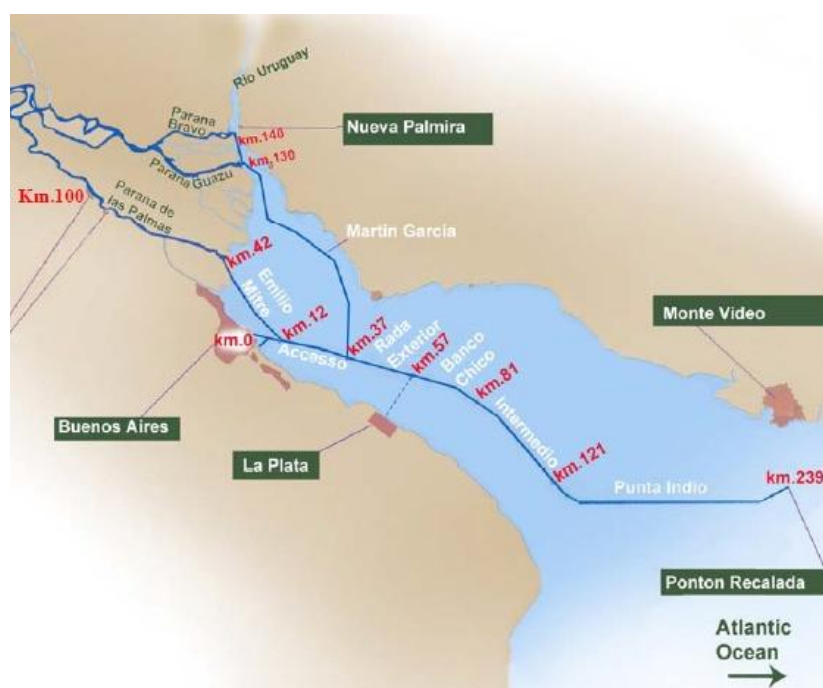 Rio Uruguay
Parana
Bravo
km.140
Nueva Palmira
km.130
Parana Guazu
Km.100
Parana de
las Palmas
Martin Garcia
km.42
Emilio
Mitre
km.12
km.37
Rada
Exterior
km.57
Monte Video
km.0
Accesso
Banco
Chico
km.81
Buenos Aires
Intermedio
La Plata
km.121
Punta Indio
km.239
Ponton Recalada
Atlantic
Ocean